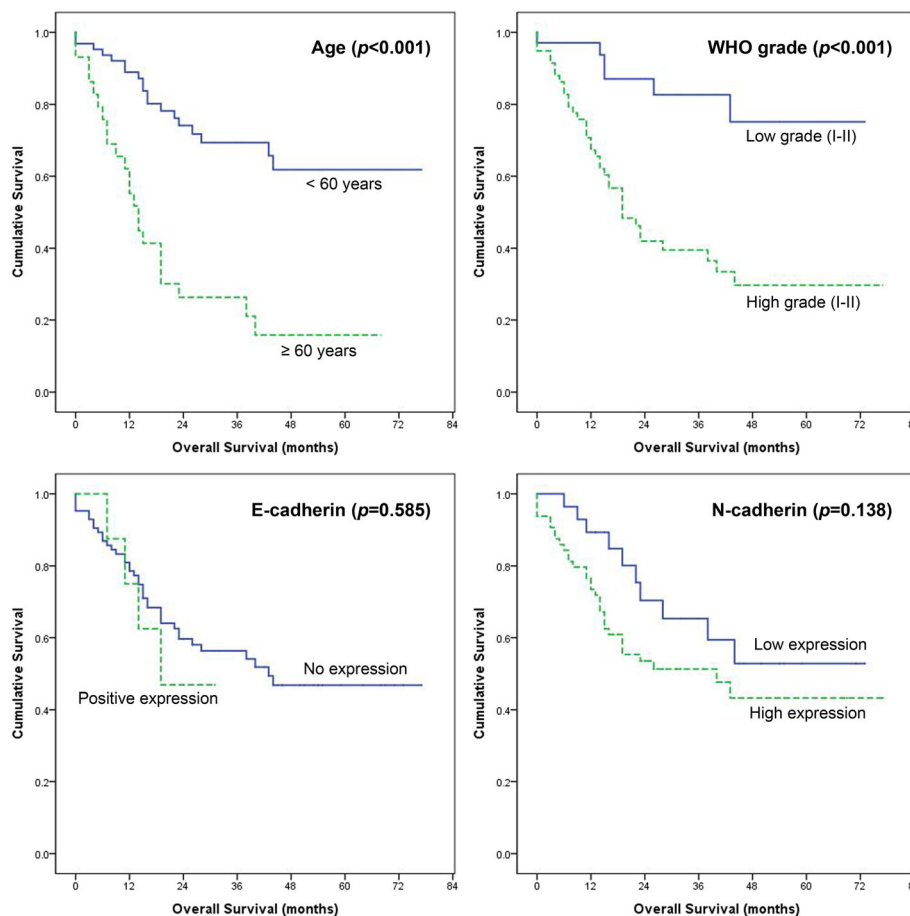 Age (p<0.001)
1.0
0.8
0.6
0.4
0.2
0.0
Cumulative Survival
< 60 years
≥ 60 years
0 12 24 36 48 60 72 84
Overall Survival (months)
WHO grade (p<0.001)
1.0
0.8
0.6
0.4
0.2
0.0
Cumulative Survival
Low grade (I-II)
High grade (I-II)
0 12 24 36 48 60 72 84
Overall Survival (months)
E-cadherin (p=0.585)
1.0
0.8
0.6
0.4
0.2
0.0
Cumulative Survival
No expression
Positive expression
0 12 24 36 48 60 72 84
Overall Survival (months)
N-cadherin (p=0.138)
1.0
0.8
0.6
0.4
0.2
0.0
Cumulative Survival
Low expression
High expression
0 12 24 36 48 60 72 84
Overall Survival (months)